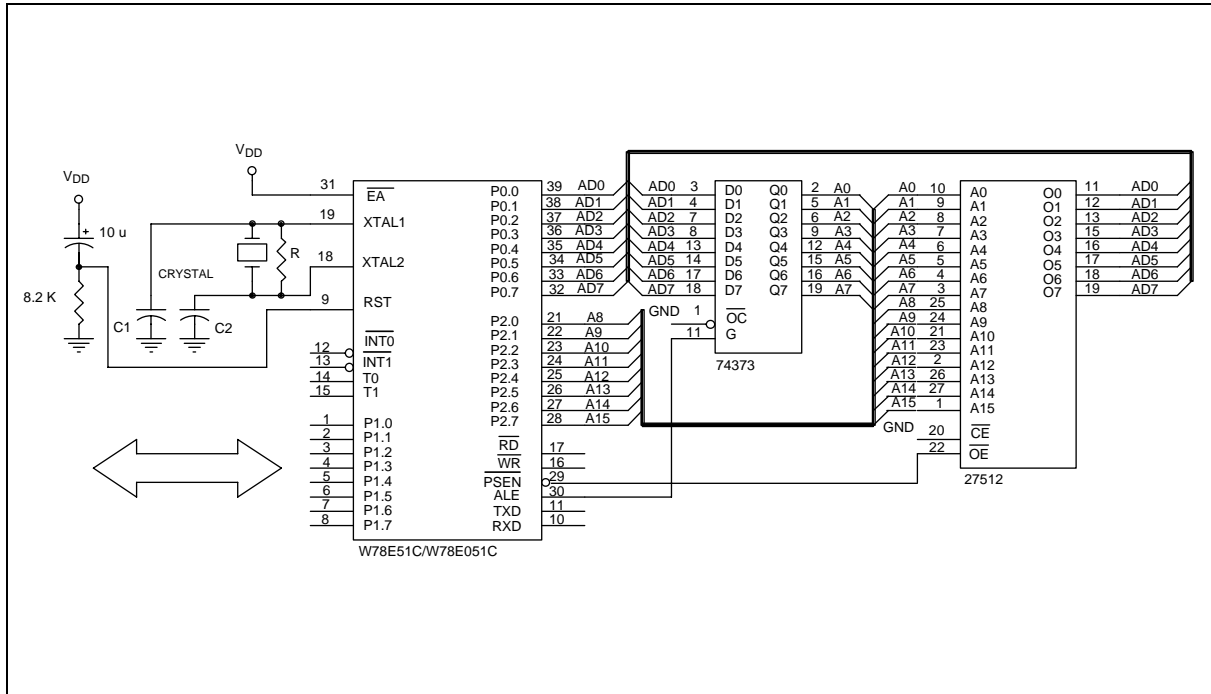 VDD
VDD
10 u
8.2 K
CRYSTAL
R
C1
C2
31 EA
19 XTAL1
18 XTAL2
9 RST
12 INT0
13 INT1
14 T0
15 T1
1 P1.0
2 P1.1
3 P1.2
4 P1.3
5 P1.4
6 P1.5
7 P1.6
8 P1.7
P0.0 39 AD0
P0.1 38 AD1
P0.2 37 AD2
P0.3 36 AD3
P0.4 35 AD4
P0.5 34 AD5
P0.6 33 AD6
P0.7 32 AD7
P2.0 21 A8
P2.1 22 A9
P2.2 23 A10
P2.3 24 A11
P2.4 25 A12
P2.5 26 A13
P2.6 27 A14
P2.7 28 A15
RD 17
WR 16
PSEN 29
ALE 30
TXD 11
RXD 10
W78E51C/W78E051C
AD0 3 D0 Q0 2 A0
AD1 4 D1 Q1 5 A1
AD2 7 D2 Q2 6 A2
AD3 8 D3 Q3 9 A3
AD4 13 D4 Q4 12 A4
AD5 14 D5 Q5 15 A5
AD6 17 D6 Q6 16 A6
AD7 18 D7 Q7 19 A7
GND 1 OC
11 G
74373
A0 10 A0 O0 11 AD0
A1 9 A1 O1 12 AD1
A2 8 A2 O2 13 AD2
A3 7 A3 O3 15 AD3
A4 6 A4 O4 16 AD4
A5 5 A5 O5 17 AD5
A6 4 A6 O6 18 AD6
A7 3 A7 O7 19 AD7
A8 25 A8
A9 24 A9
A10 21 A10
A11 23 A11
A12 2 A12
A13 26 A13
A14 27 A14
A15 1 A15
GND 20 CE
22 OE
27512